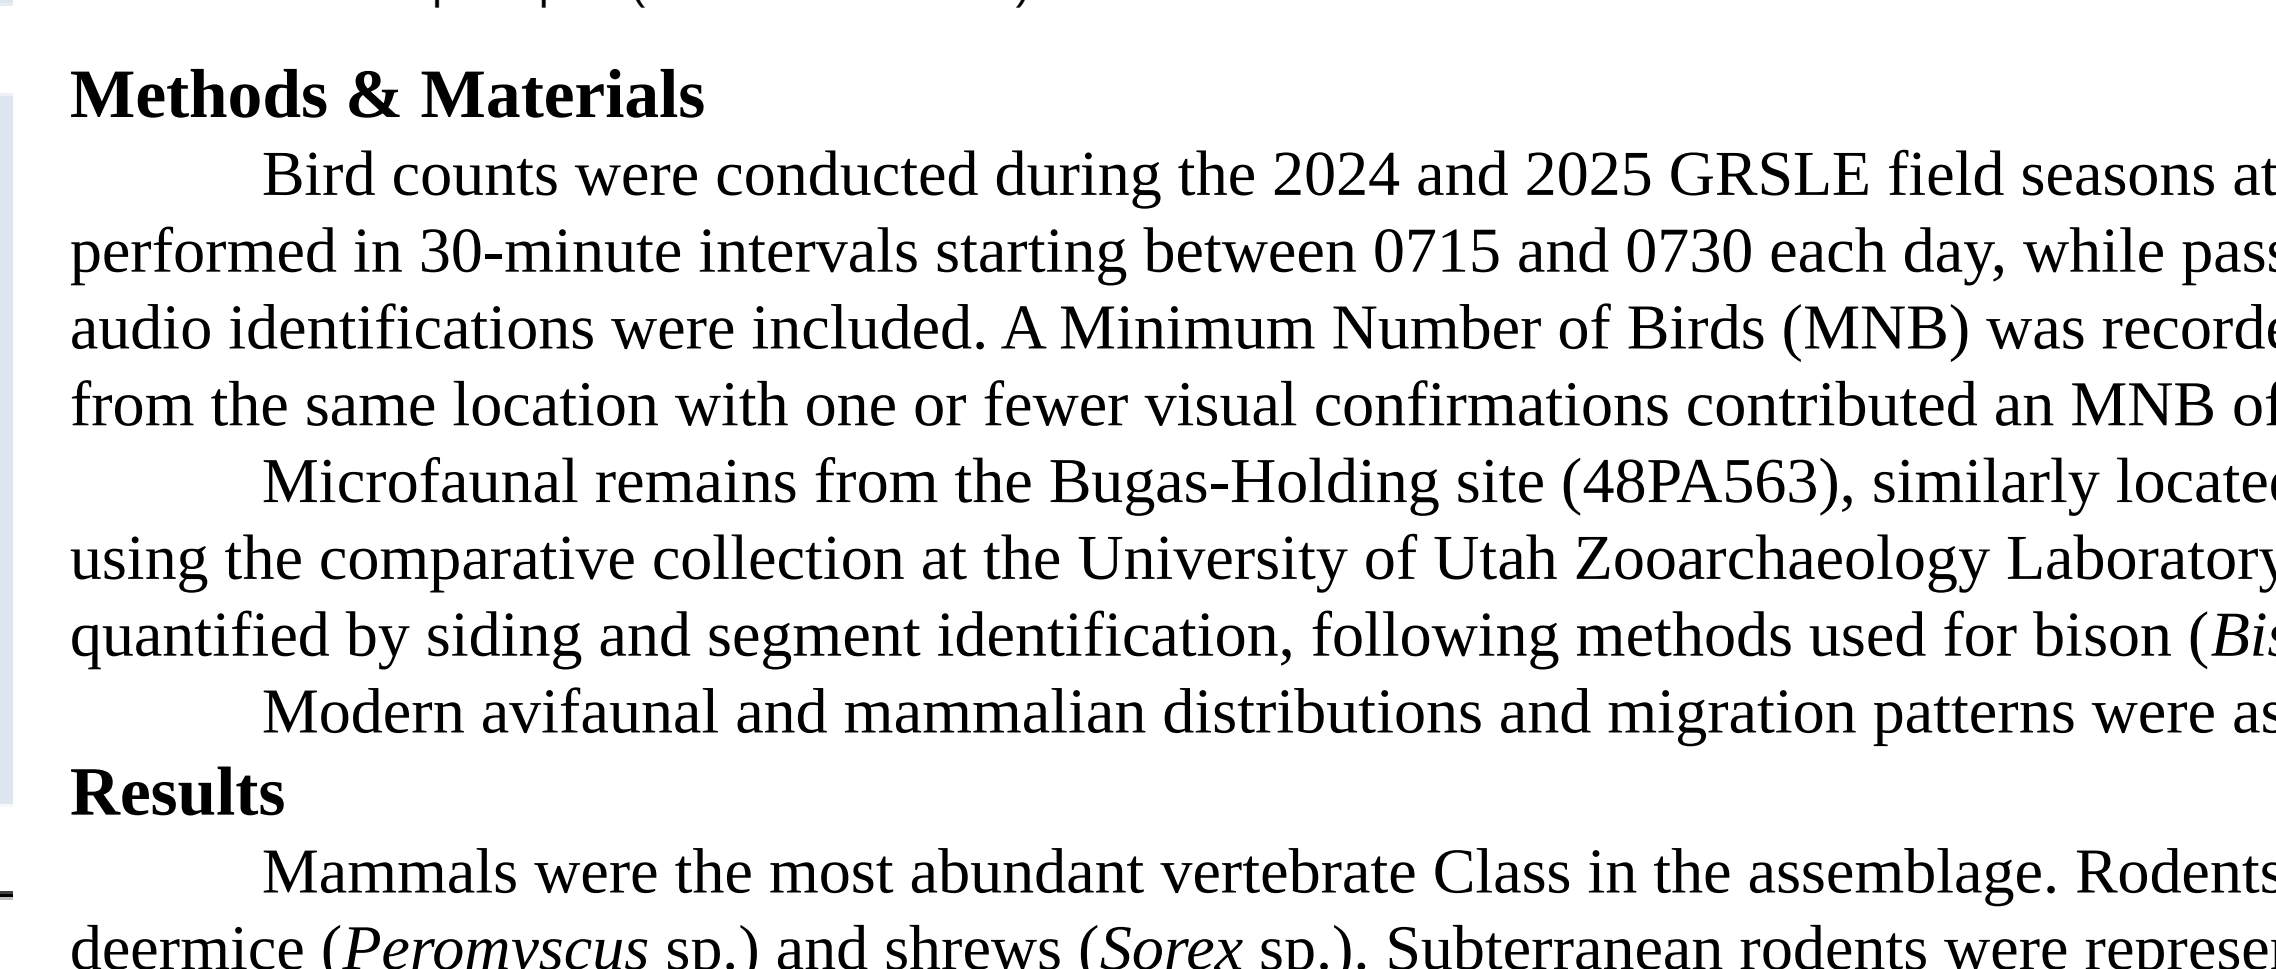 Methods & Materials
Bird counts were conducted during the 2024 and 2025 GRSLE field seasons at
performed in 30-minute intervals starting between 0715 and 0730 each day, while pass
audio identifications were included. A Minimum Number of Birds (MNB) was recorde
from the same location with one or fewer visual confirmations contributed an MNB of
Microfaunal remains from the Bugas-Holding site (48PA563), similarly located
using the comparative collection at the University of Utah Zooarchaeology Laboratory
quantified by siding and segment identification, following methods used for bison (Bis
Modern avifaunal and mammalian distributions and migration patterns were as
Results
Mammals were the most abundant vertebrate Class in the assemblage. Rodents
deermice (Peromyscus sp.) and shrews (Sorex sp.). Subterranean rodents were represen